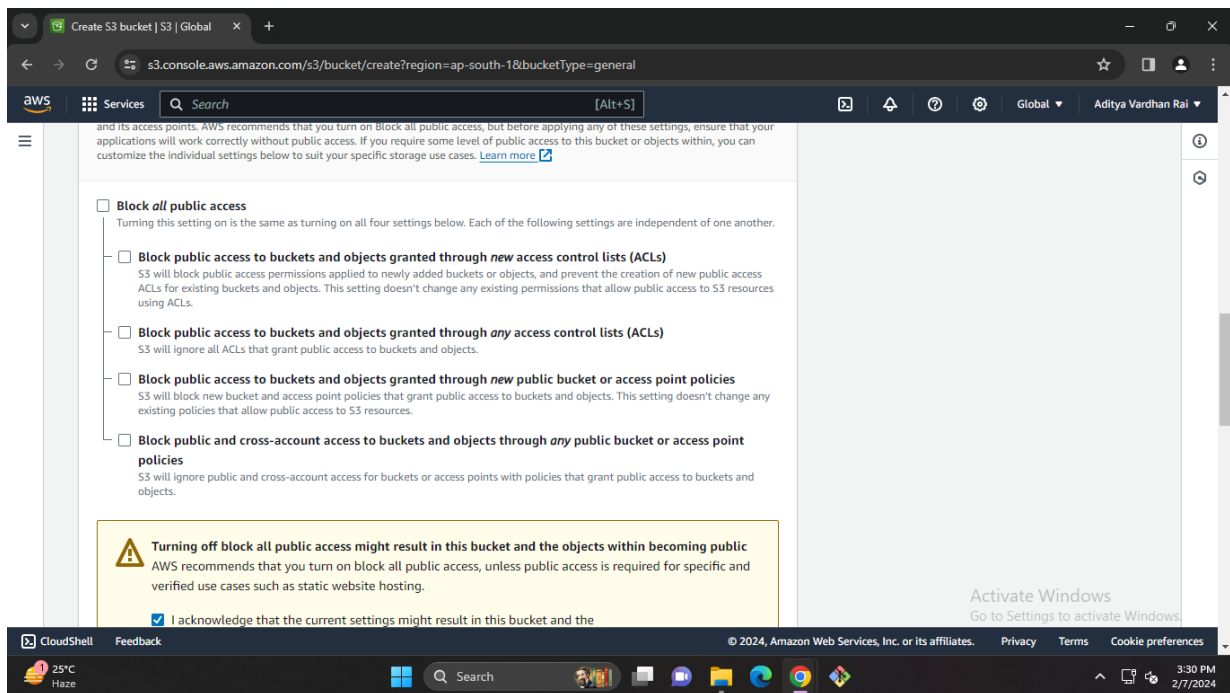 Create S3 bucket | S3 | Global
s3.console.aws.amazon.com/s3/bucket/create?region=ap-south-1&bucketType=general
aws Services Search [Alt+S] Global Aditya Vardhan Rai
and its access points. AWS recommends that you turn on Block all public access, but before applying any of these settings, ensure that your
applications will work correctly without public access. If you require some level of public access to this bucket or objects within, you can
customize the individual settings below to suit your specific storage use cases. Learn more
Block all public access
Turning this setting on is the same as turning on all four settings below. Each of the following settings are independent of one another.
Block public access to buckets and objects granted through new access control lists (ACLs)
S3 will block public access permissions applied to newly added buckets or objects, and prevent the creation of new public access
ACLs for existing buckets and objects. This setting doesn't change any existing permissions that allow public access to S3 resources
using ACLs.
Block public access to buckets and objects granted through any access control lists (ACLs)
S3 will ignore all ACLs that grant public access to buckets and objects.
Block public access to buckets and objects granted through new public bucket or access point policies
S3 will block new bucket and access point policies that grant public access to buckets and objects. This setting doesn't change any
existing policies that allow public access to S3 resources.
Block public and cross-account access to buckets and objects through any public bucket or access point
policies
S3 will ignore public and cross-account access for buckets or access points with policies that grant public access to buckets and
objects.
Turning off block all public access might result in this bucket and the objects within becoming public
AWS recommends that you turn on block all public access, unless public access is required for specific and
verified use cases such as static website hosting.
I acknowledge that the current settings might result in this bucket and the
Activate Windows
Go to Settings to activate Windows.
CloudShell Feedback © 2024, Amazon Web Services, Inc. or its affiliates. Privacy Terms Cookie preferences
1
25°C
Haze
Search
3:30 PM
2/7/2024